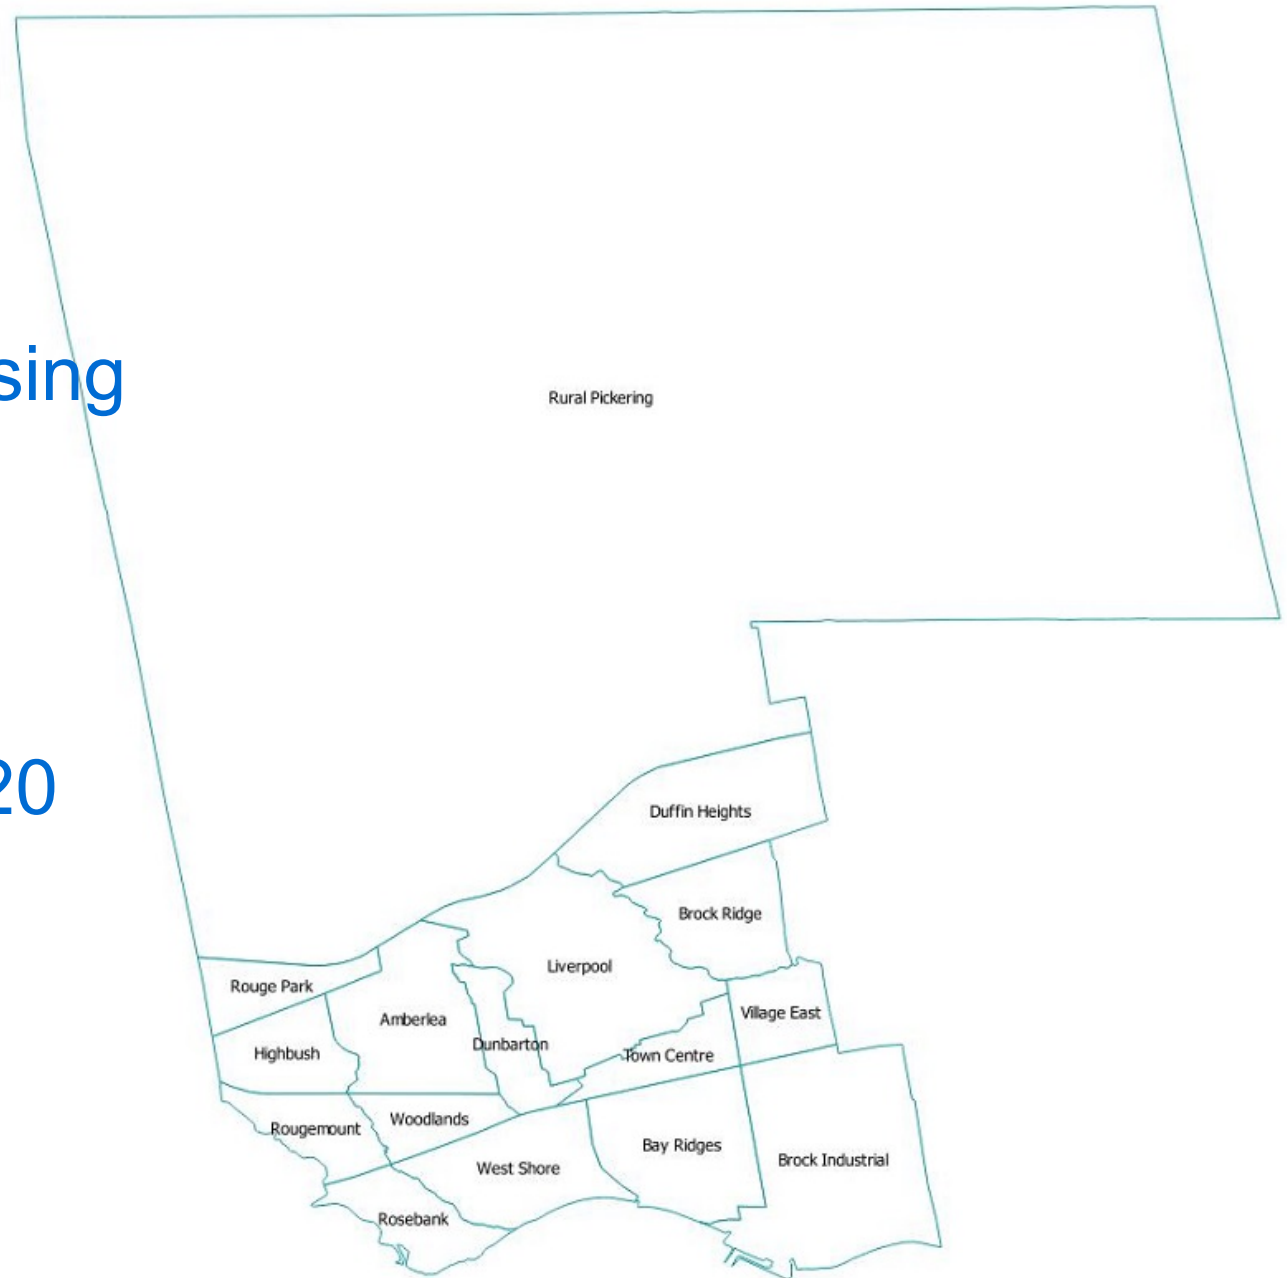 sing
Rural Pickering
20
Duffin Heights
Brock Ridge
Liverpool
Rouge Park
Village East
Amberlea
Dunbarton
Highbush
Town Centre
Woodlands
Rougemount
Bay Ridges
Brock Industrial
West Shore
Rosebank